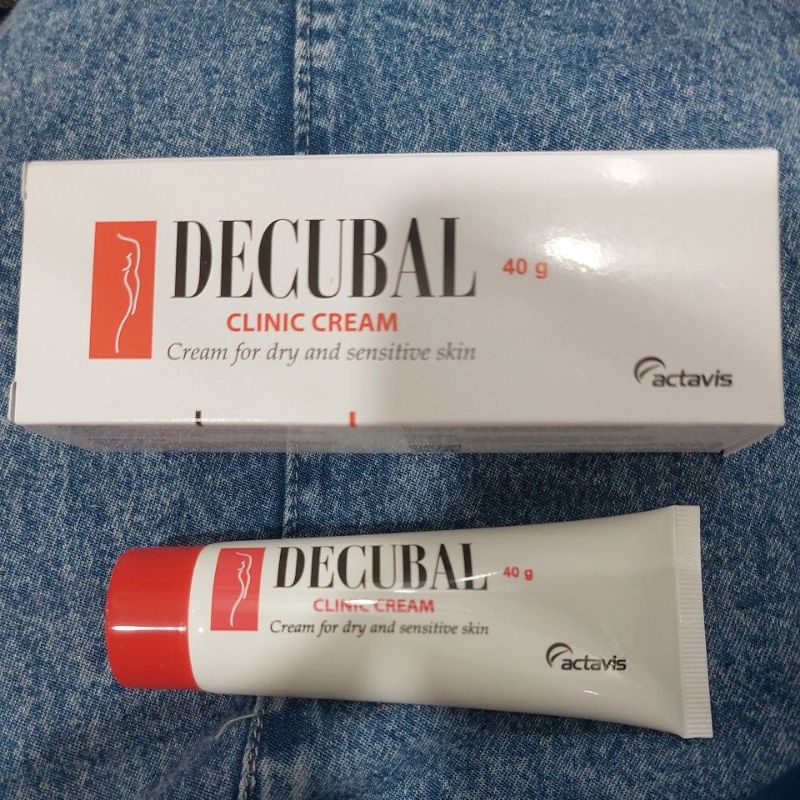 DECUBAL 40 g
CLINIC CREAM
Cream for dry and sensitive skin
actavis
DECUBAL 40 g
CLINIC CREAM
Cream for dry and sensitive skin
actavis